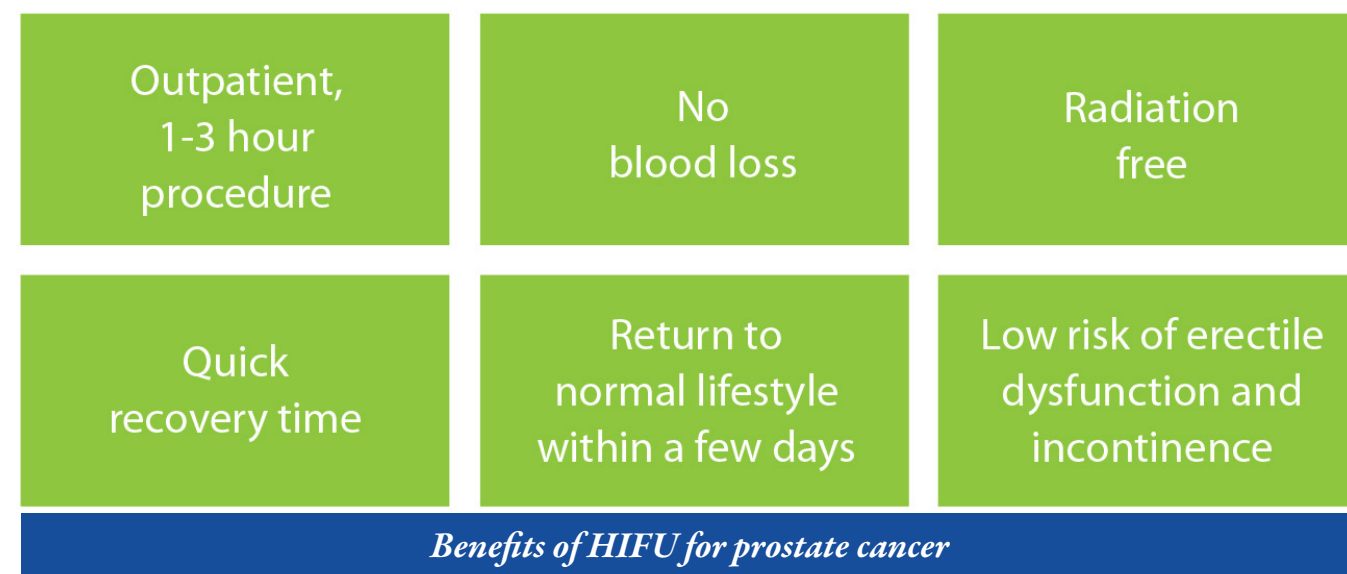 Outpatient,
1-3 hour
procedure
No
blood loss
Radiation
free
Quick
recovery time
Return to
normal lifestyle
within a few days
Low risk of erectile
dysfunction and
incontinence
Benefits of HIFU for prostate cancer